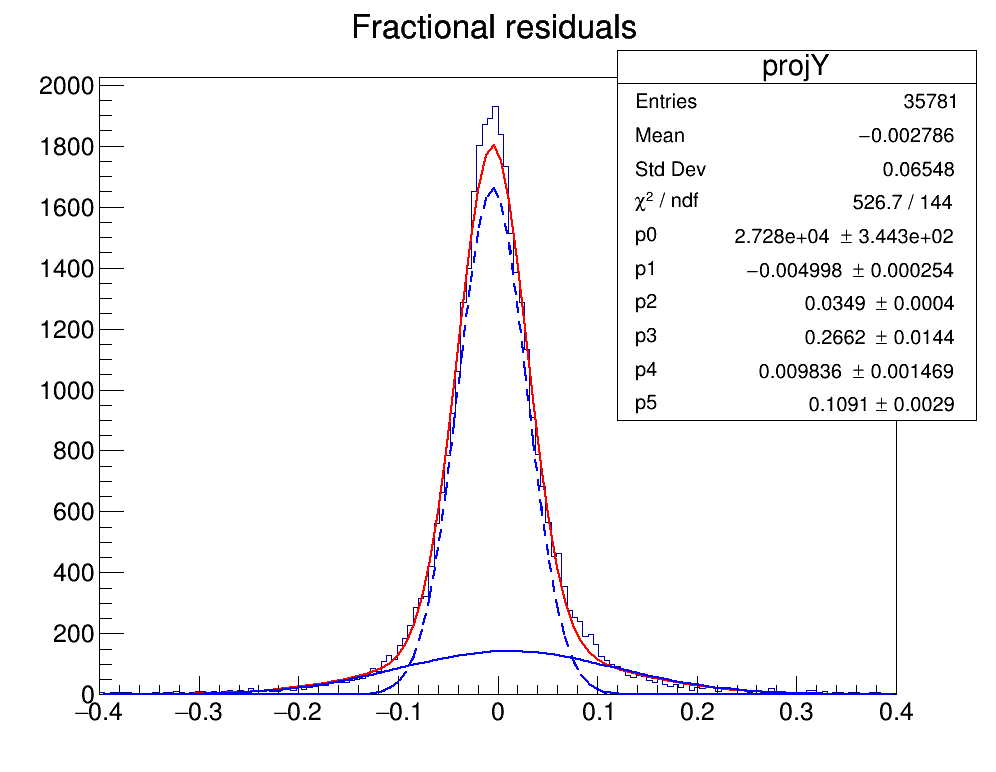 Fractional residuals
projY
Entries 35781
Mean −0.002786
Std Dev 0.06548
χ² / ndf 526.7 / 144
p0 2.728e+04 ± 3.443e+02
p1 −0.004998 ± 0.000254
p2 0.0349 ± 0.0004
p3 0.2662 ± 0.0144
p4 0.009836 ± 0.001469
p5 0.1091 ± 0.0029
2000
1800
1600
1400
1200
1000
800
600
400
200
0
−0.4 −0.3 −0.2 −0.1 0 0.1 0.2 0.3 0.4